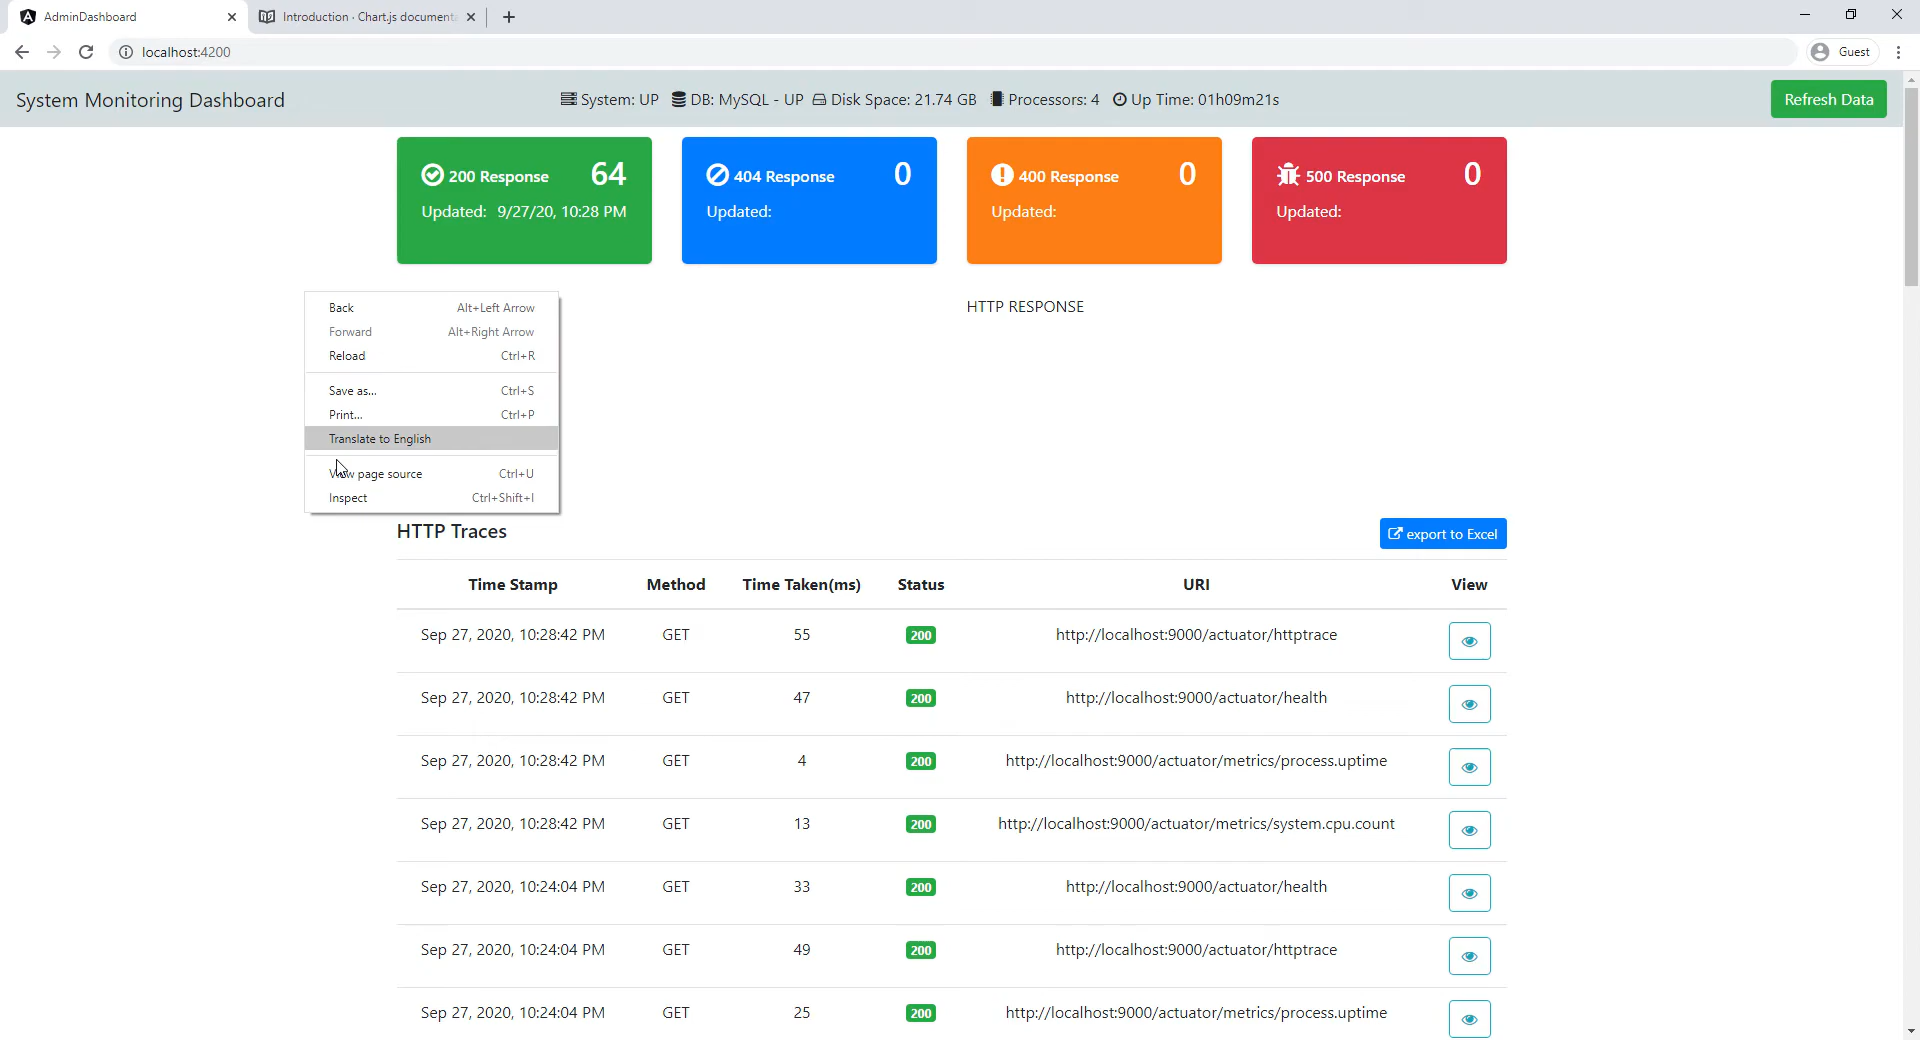 AdminDashboard
Introduction · Chart.js documenta
localhost:4200
Guest
System Monitoring Dashboard
System: UP DB: MySQL - UP Disk Space: 21.74 GB Processors: 4 Up Time: 01h09m21s
Refresh Data
200 Response 64
Updated: 9/27/20, 10:28 PM
404 Response 0
Updated:
400 Response 0
Updated:
500 Response 0
Updated:
Back Alt+Left Arrow
Forward Alt+Right Arrow
Reload Ctrl+R
Save as... Ctrl+S
Print... Ctrl+P
Translate to English
View page source Ctrl+U
Inspect Ctrl+Shift+I
HTTP RESPONSE
HTTP Traces
export to Excel
Time Stamp Method Time Taken(ms) Status URI View
Sep 27, 2020, 10:28:42 PM GET 55 200 http://localhost:9000/actuator/httptrace
Sep 27, 2020, 10:28:42 PM GET 47 200 http://localhost:9000/actuator/health
Sep 27, 2020, 10:28:42 PM GET 4 200 http://localhost:9000/actuator/metrics/process.uptime
Sep 27, 2020, 10:28:42 PM GET 13 200 http://localhost:9000/actuator/metrics/system.cpu.count
Sep 27, 2020, 10:24:04 PM GET 33 200 http://localhost:9000/actuator/health
Sep 27, 2020, 10:24:04 PM GET 49 200 http://localhost:9000/actuator/httptrace
Sep 27, 2020, 10:24:04 PM GET 25 200 http://localhost:9000/actuator/metrics/process.uptime